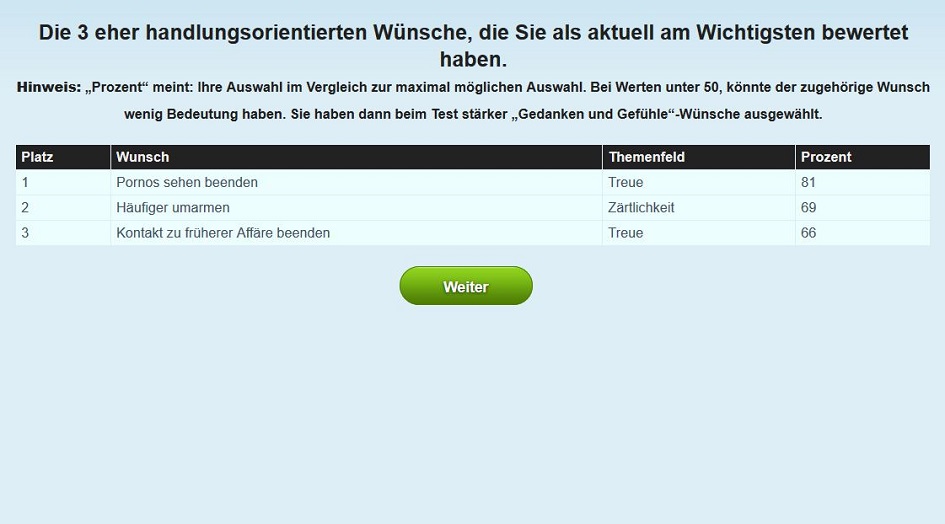 Die 3 eher handlungsorientierten Wünsche, die Sie als aktuell am Wichtigsten bewertet
haben.
Hinweis: „Prozent“ meint: Ihre Auswahl im Vergleich zur maximal möglichen Auswahl. Bei Werten unter 50, könnte der zugehörige Wunsch
wenig Bedeutung haben. Sie haben dann beim Test stärker „Gedanken und Gefühle“-Wünsche ausgewählt.
Platz Wunsch Themenfeld Prozent
1 Pornos sehen beenden Treue 81
2 Häufiger umarmen Zärtlichkeit 69
3 Kontakt zu früherer Affäre beenden Treue 66
Weiter